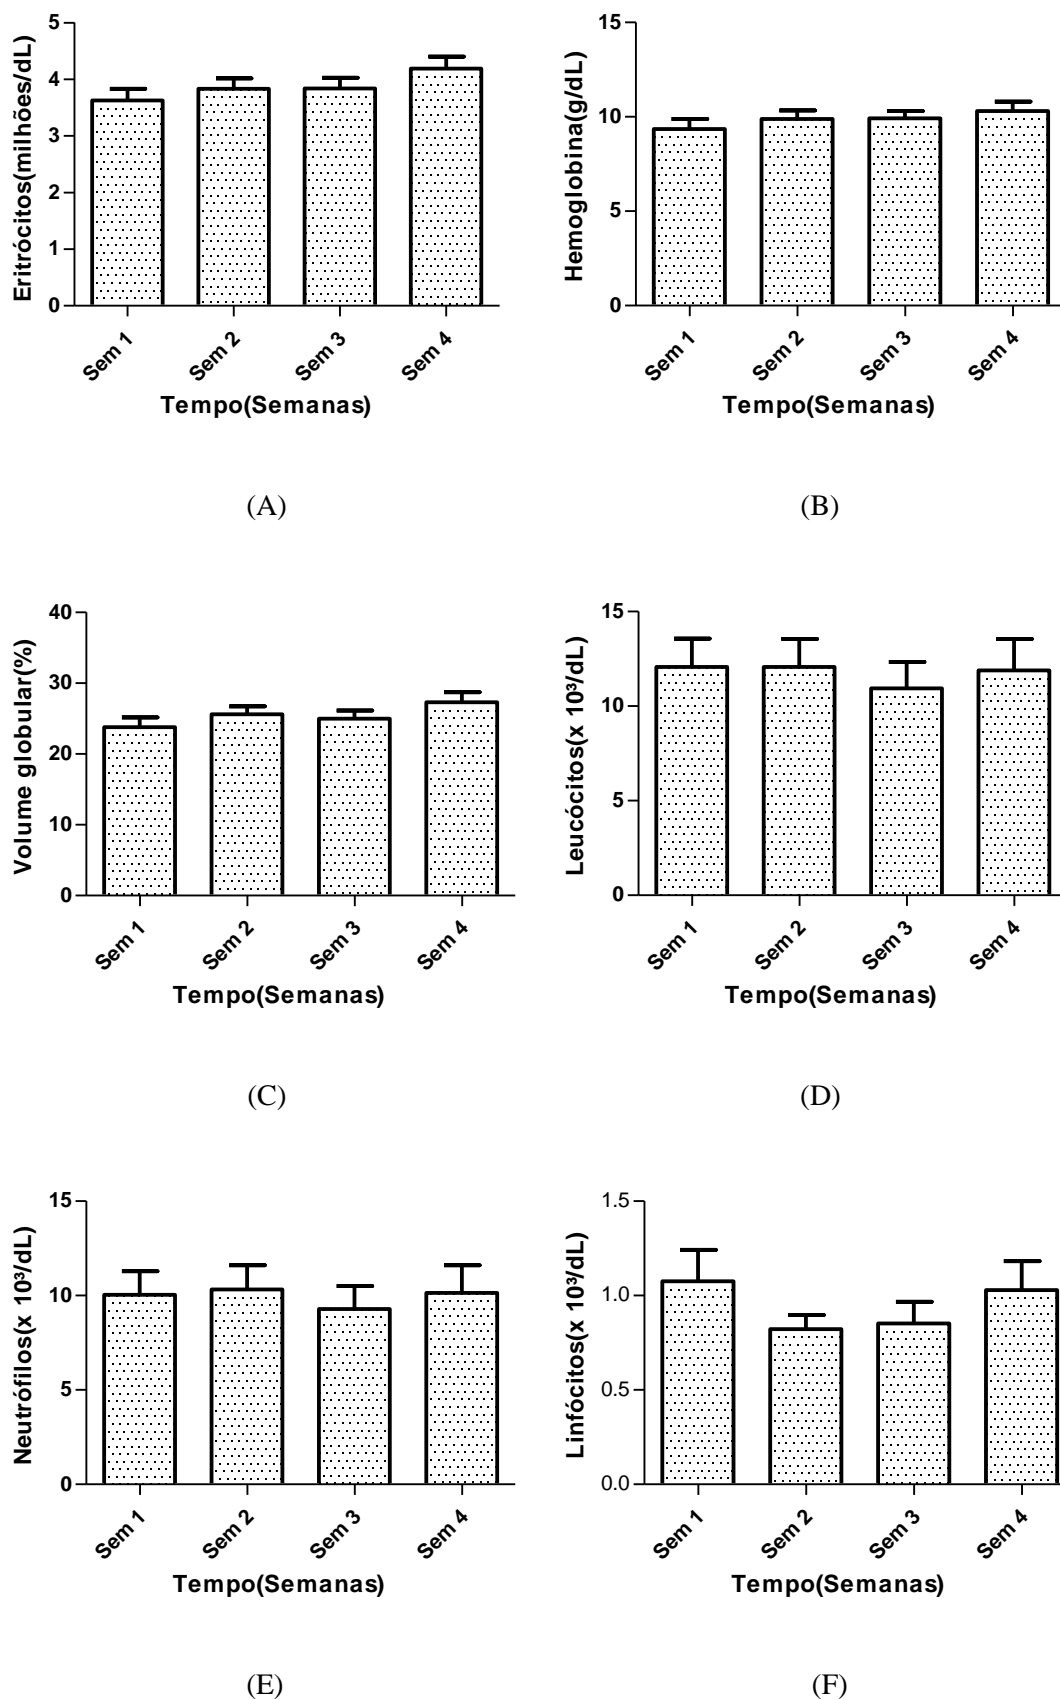 Eritrócitos(milhões/dL)
5
4
3
2
1
0
Sem 1
Sem 2
Sem 3
Sem 4
Tempo(Semanas)
(A)
Hemoglobina(g/dL)
15
10
5
0
Sem 1
Sem 2
Sem 3
Sem 4
Tempo(Semanas)
(B)
Volume globular(%)
40
30
20
10
0
Sem 1
Sem 2
Sem 3
Sem 4
Tempo(Semanas)
(C)
Leucócitos(x 10³/dL)
15
10
5
0
Sem 1
Sem 2
Sem 3
Sem 4
Tempo(Semanas)
(D)
Neutrófilos(x 10³/dL)
15
10
5
0
Sem 1
Sem 2
Sem 3
Sem 4
Tempo(Semanas)
(E)
Linfócitos(x 10³/dL)
1.5
1.0
0.5
0.0
Sem 1
Sem 2
Sem 3
Sem 4
Tempo(Semanas)
(F)